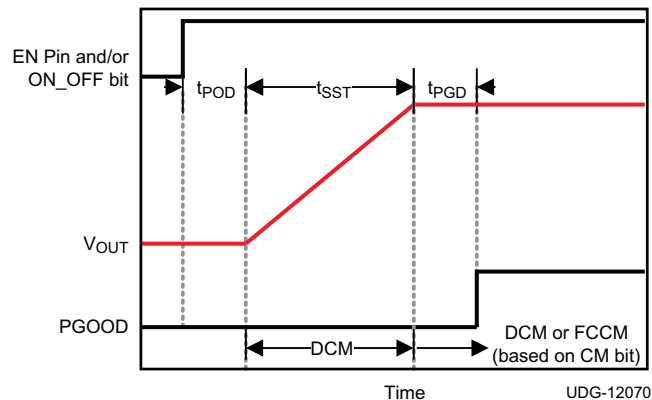 EN Pin and/or
ON_OFF bit
tPOD
tSST
tPGD
VOUT
PGOOD
DCM
DCM or FCCM
(based on CM bit)
Time
UDG-12070